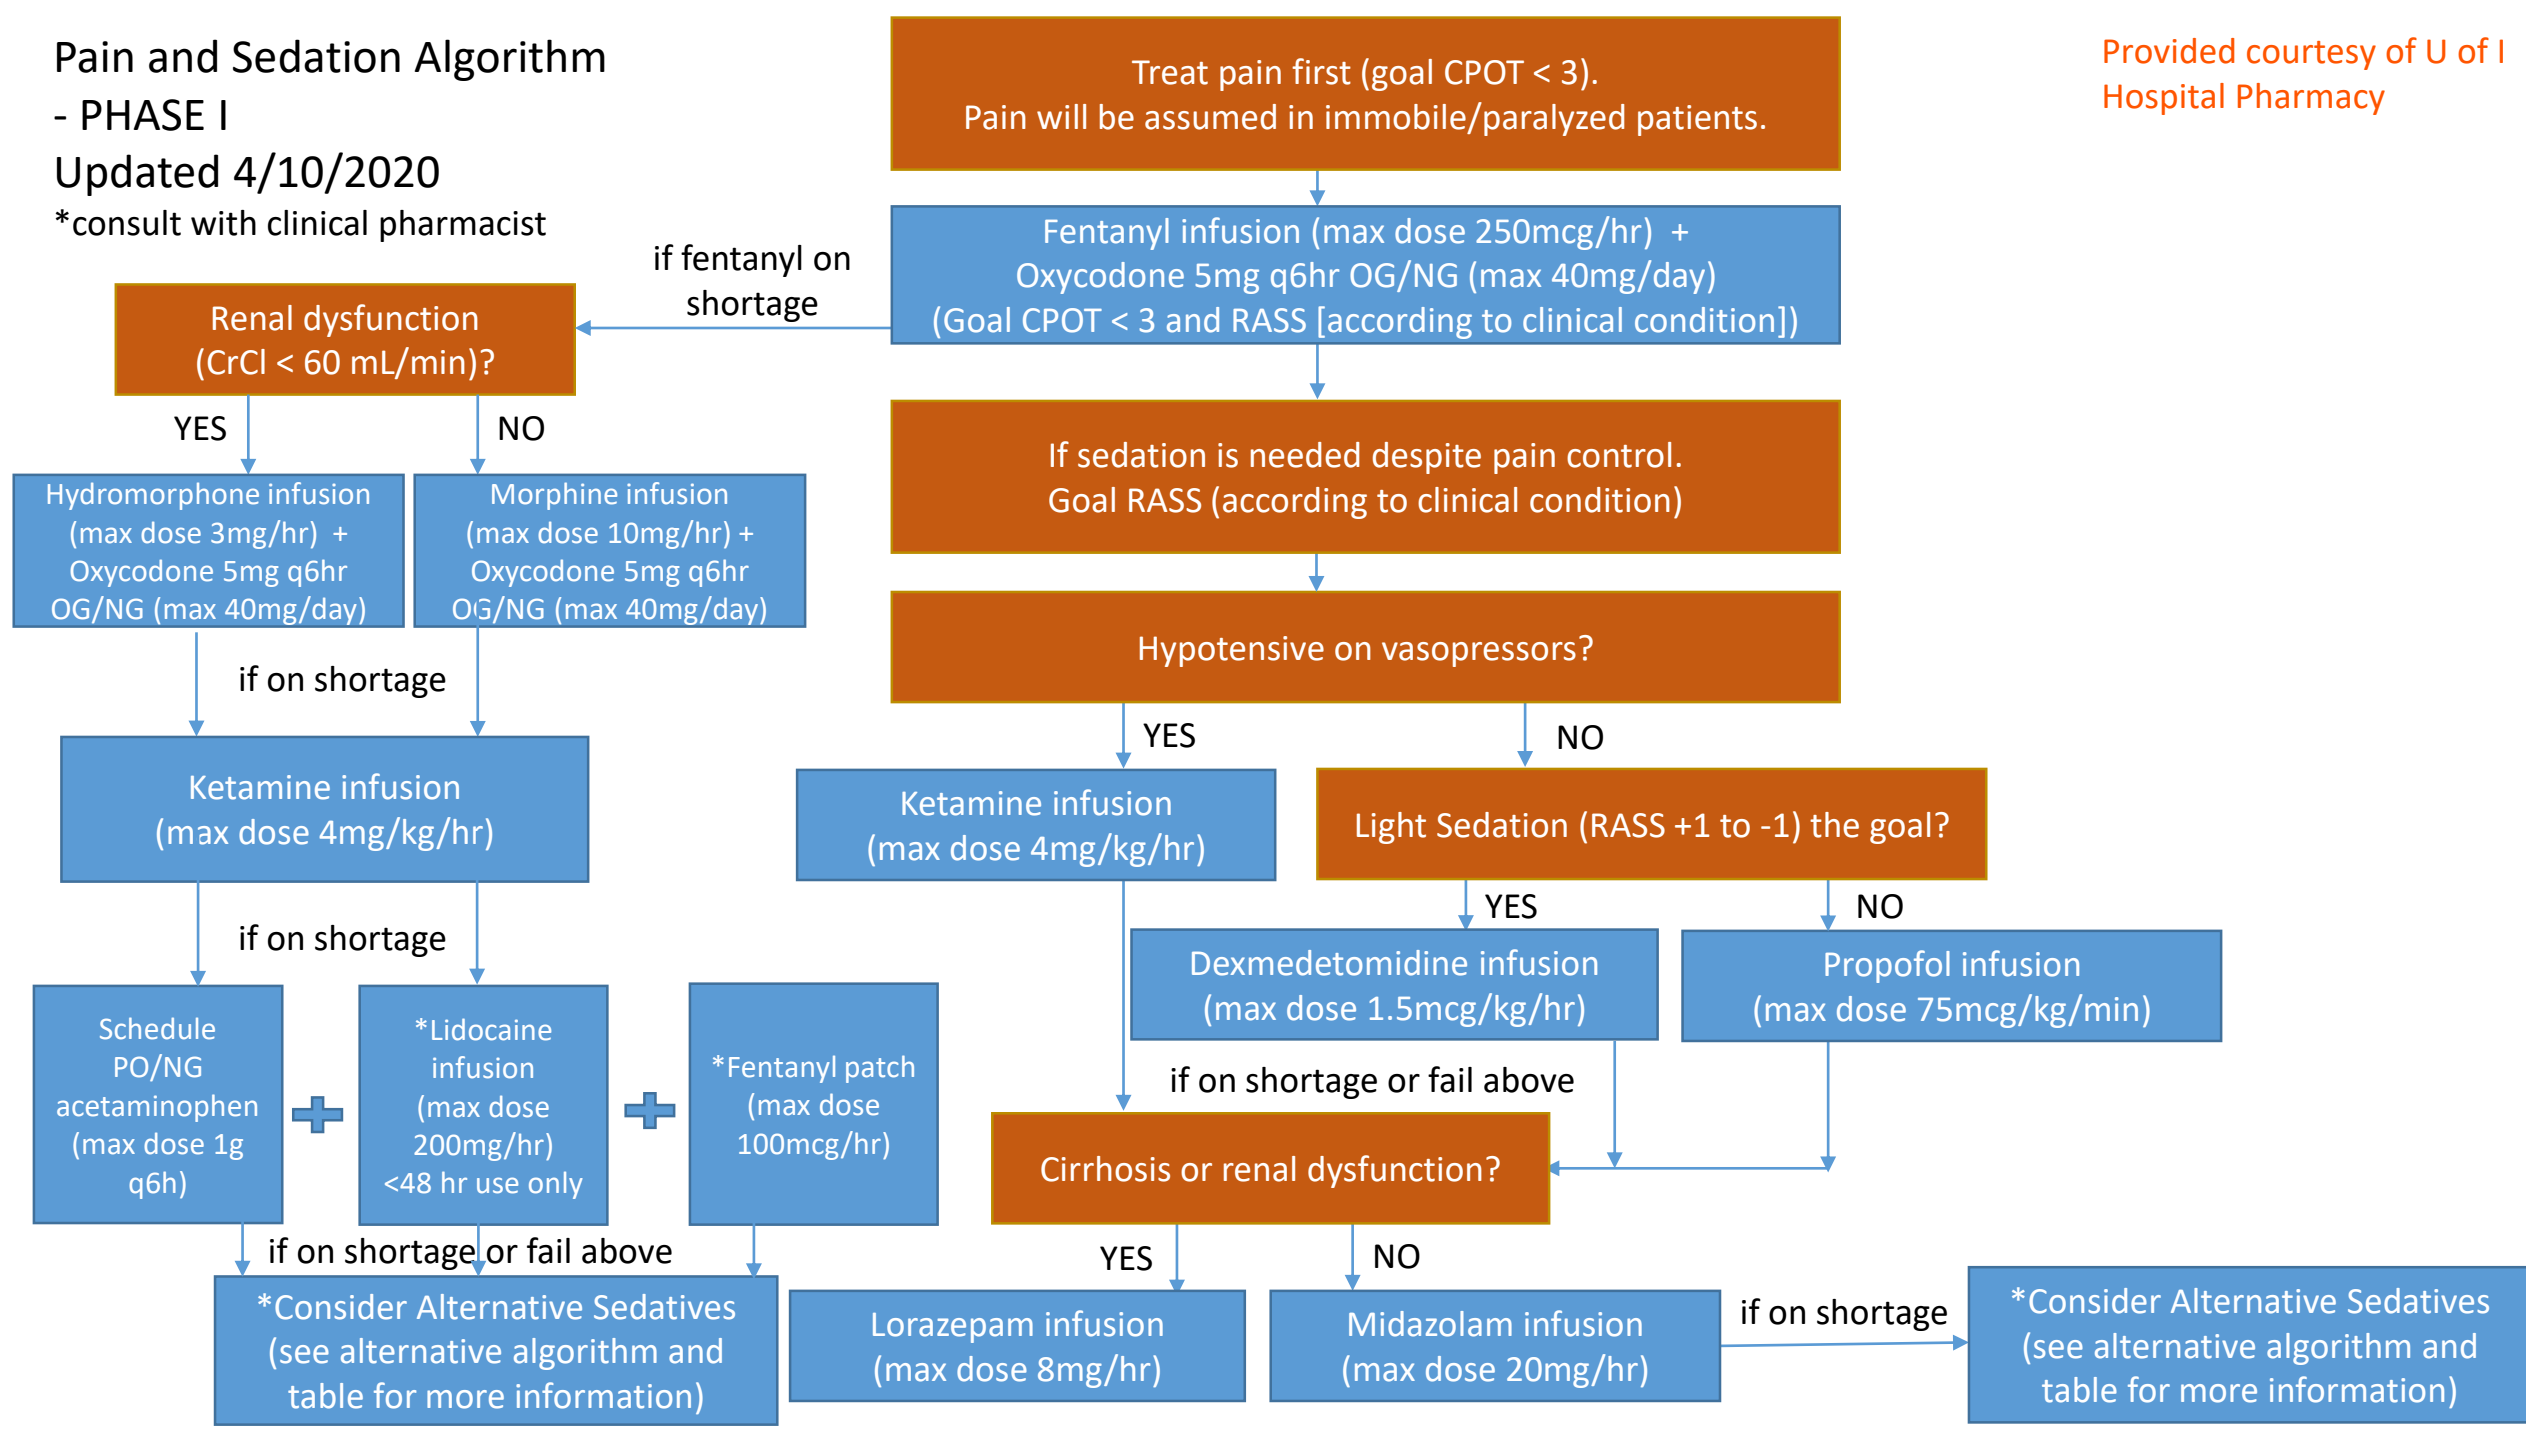 Pain and Sedation Algorithm
- PHASE I
Updated 4/10/2020
*consult with clinical pharmacist
Provided courtesy of U of I
Hospital Pharmacy
Treat pain first (goal CPOT < 3).
Pain will be assumed in immobile/paralyzed patients.
Fentanyl infusion (max dose 250mcg/hr) +
Oxycodone 5mg q6hr OG/NG (max 40mg/day)
(Goal CPOT < 3 and RASS [according to clinical condition])
if fentanyl on
shortage
Renal dysfunction
(CrCl < 60 mL/min)?
YES
NO
Hydromorphone infusion
(max dose 3mg/hr) +
Oxycodone 5mg q6hr
OG/NG (max 40mg/day)
Morphine infusion
(max dose 10mg/hr) +
Oxycodone 5mg q6hr
OG/NG (max 40mg/day)
if on shortage
Ketamine infusion
(max dose 4mg/kg/hr)
if on shortage
Schedule
PO/NG
acetaminophen
(max dose 1g
q6h)
*Lidocaine
infusion
(max dose
200mg/hr)
<48 hr use only
*Fentanyl patch
(max dose
100mcg/hr)
if on shortage or fail above
*Consider Alternative Sedatives
(see alternative algorithm and
table for more information)
If sedation is needed despite pain control.
Goal RASS (according to clinical condition)
Hypotensive on vasopressors?
YES
NO
Ketamine infusion
(max dose 4mg/kg/hr)
Light Sedation (RASS +1 to -1) the goal?
YES
NO
Dexmedetomidine infusion
(max dose 1.5mcg/kg/hr)
Propofol infusion
(max dose 75mcg/kg/min)
if on shortage or fail above
Cirrhosis or renal dysfunction?
YES
NO
Lorazepam infusion
(max dose 8mg/hr)
Midazolam infusion
(max dose 20mg/hr)
if on shortage
*Consider Alternative Sedatives
(see alternative algorithm and
table for more information)